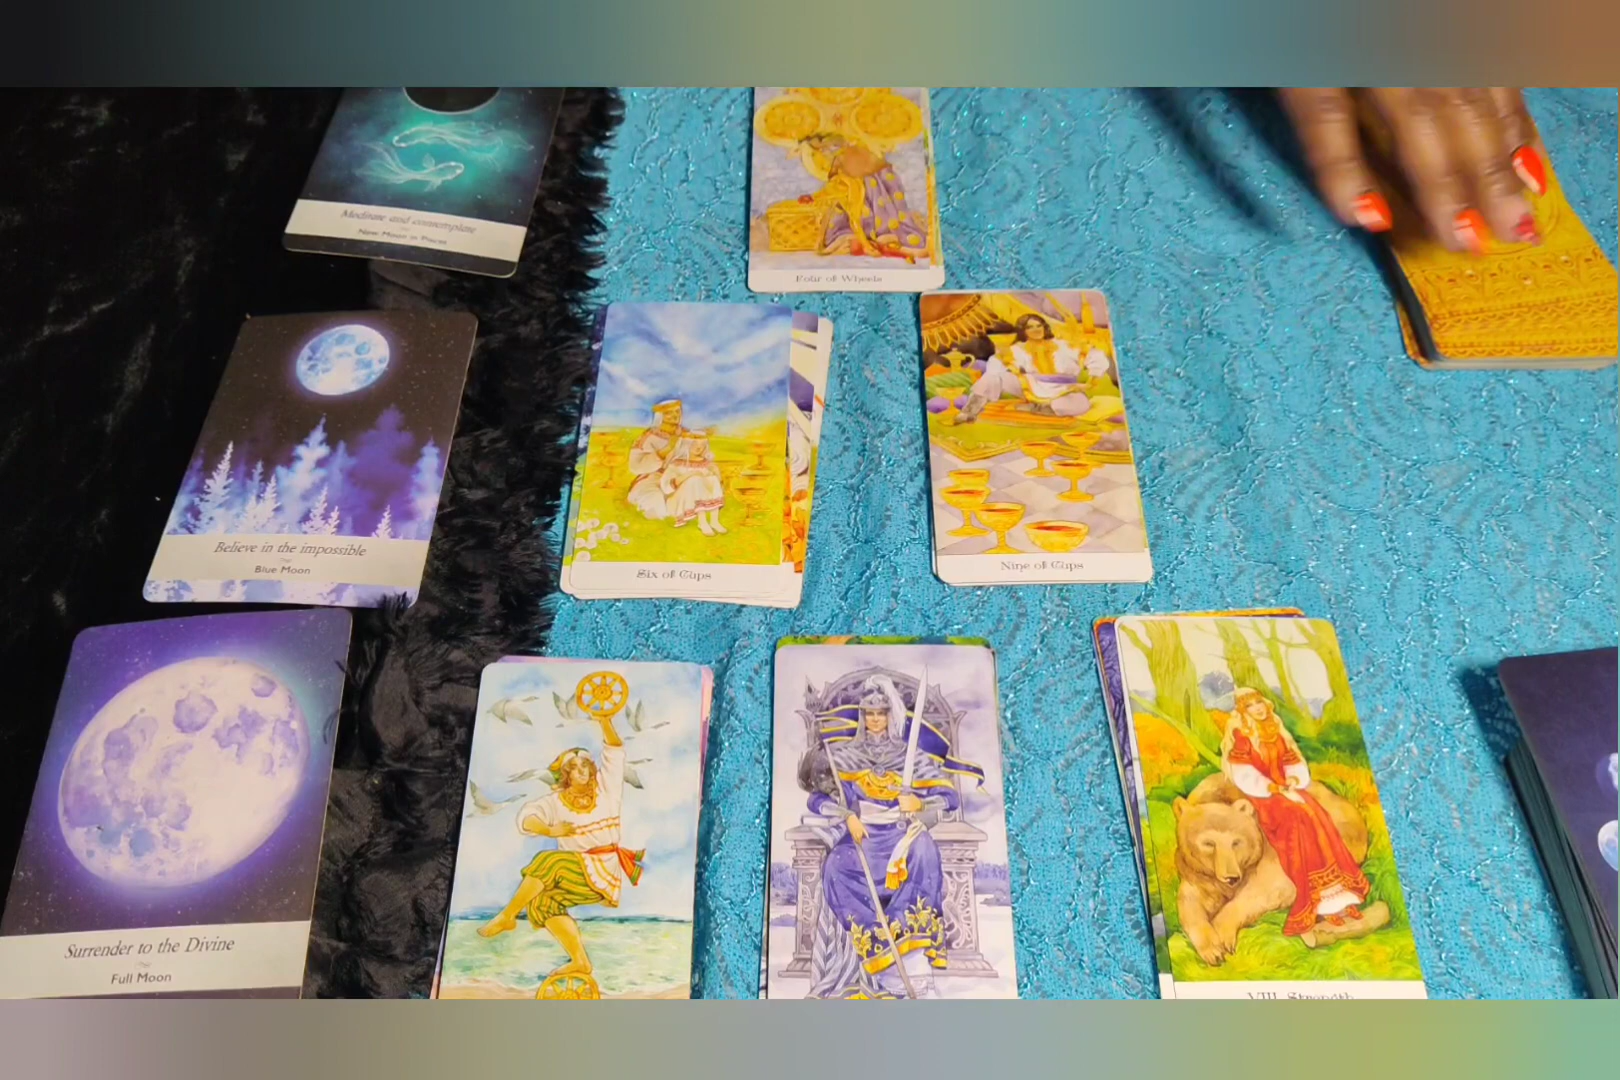 Meditate and contemplate
New Moon in Pisces
Four of Wheels
Believe in the impossible
Blue Moon
Six of Cups
Nine of Cups
Surrender to the Divine
Full Moon
VIII. Strength